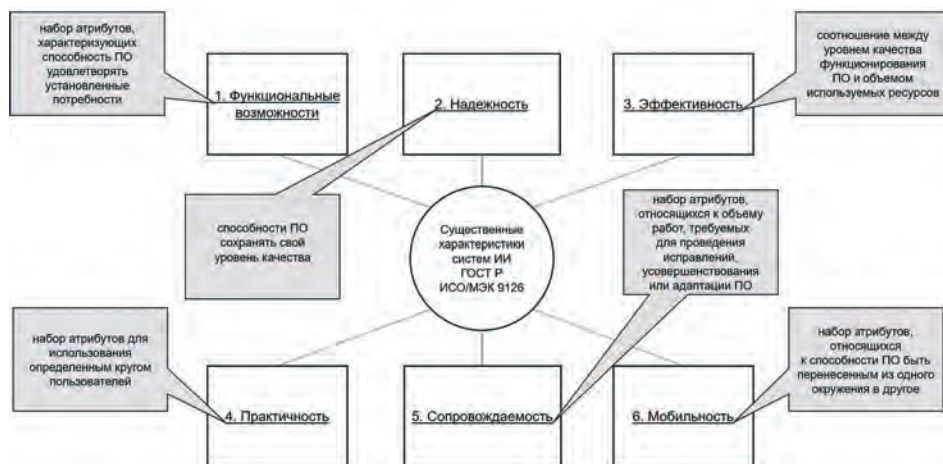 набор атрибутов,
характеризующих
способность ПО
удовлетворять
установленные
потребности
1. Функциональные
возможности
2. Надежность
3. Эффективность
соотношение между
уровнем качества
функционирования
ПО и объемом
используемых ресурсов
способности ПО
сохранять свой
уровень качества
Существенные
характеристики
систем ИИ
ГОСТ Р
ИСО/МЭК 9126
набор атрибутов,
относящихся к объему
работ, требуемых
для проведения
исправлений,
усовершенствования
или адаптации ПО
набор атрибутов для
использования
определенным кругом
пользователей
4. Практичность
5. Сопровождаемость
6. Мобильность
набор атрибутов,
относящихся
к способности ПО быть
перенесенным из одного
окружения в другое